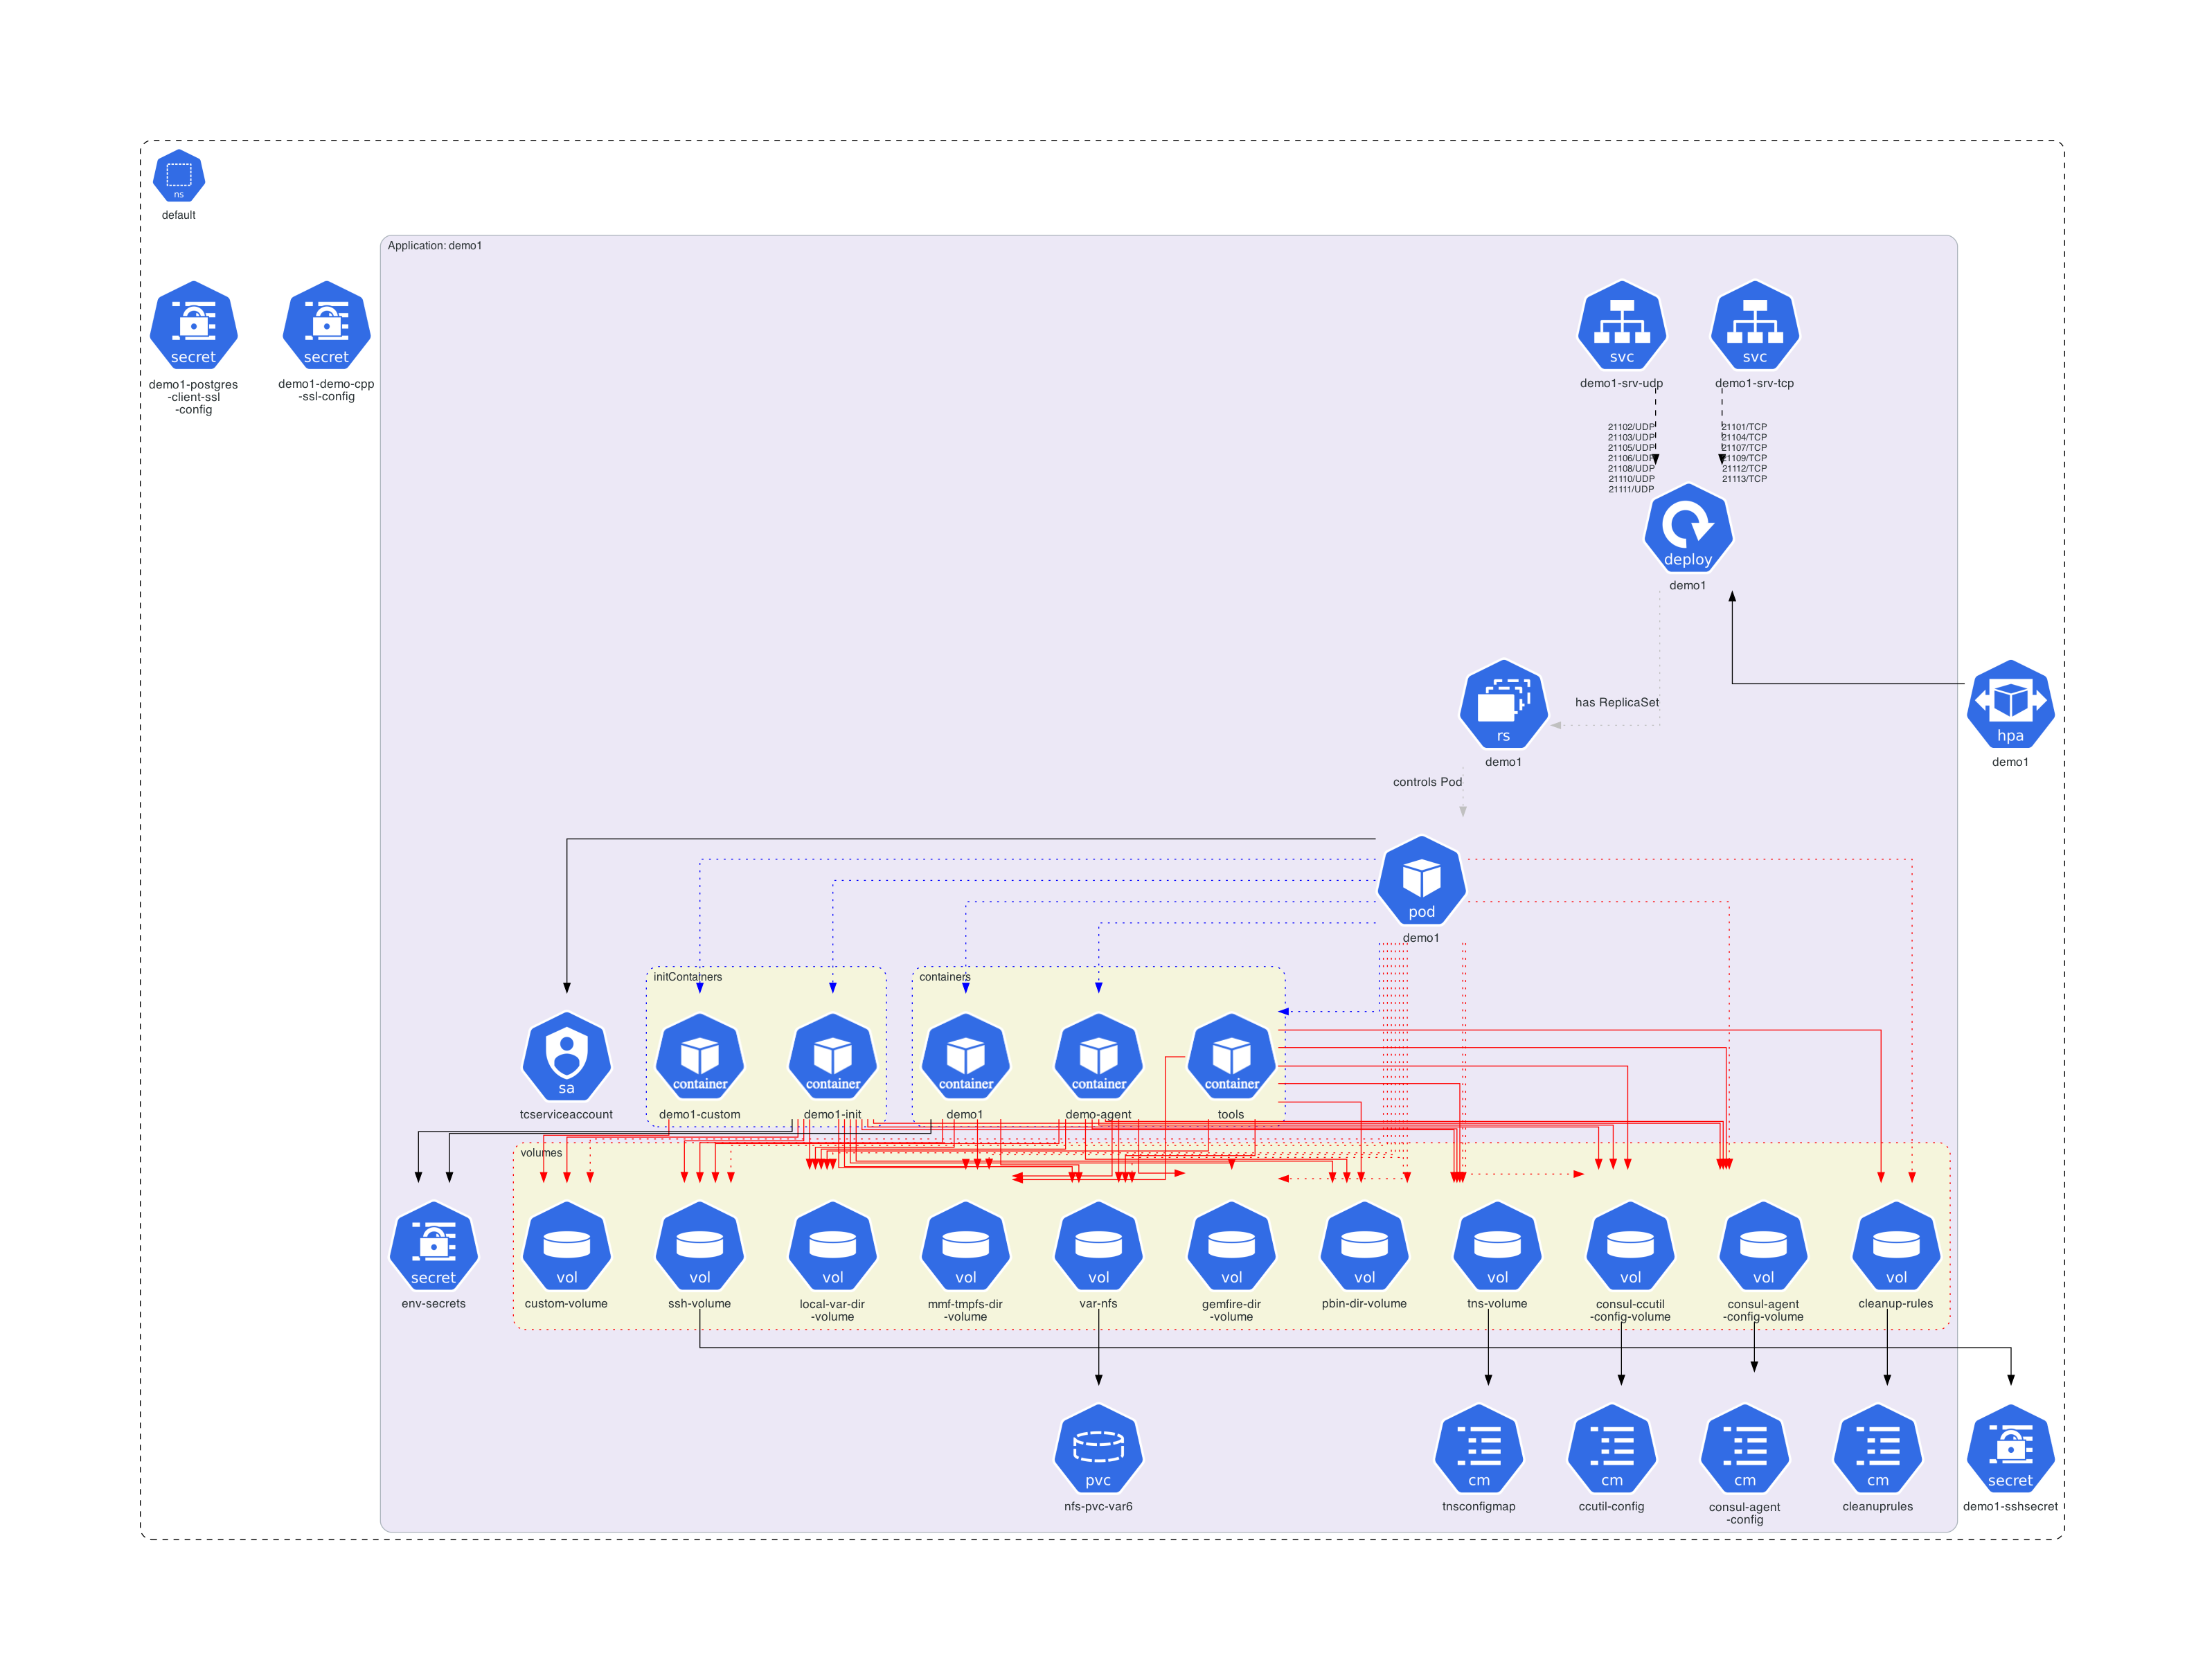 ns
default
Application: demo1
secret
demo1-postgres
-client-ssl
-config
secret
demo1-demo-cpp
-ssl-config
svc
demo1-srv-udp
svc
demo1-srv-tcp
21102/UDP
21103/UDP
21105/UDP
21106/UDP
21108/UDP
21110/UDP
21111/UDP
21101/TCP
21104/TCP
21107/TCP
21109/TCP
21112/TCP
21113/TCP
deploy
demo1
has ReplicaSet
rs
demo1
hpa
demo1
controls Pod
pod
demo1
initContainers
containers
sa
tcserviceaccount
container
demo1-custom
container
demo1-init
container
demo1
container
demo-agent
container
tools
volumes
secret
env-secrets
vol
custom-volume
vol
ssh-volume
vol
local-var-dir
-volume
vol
mmf-tmpfs-dir
-volume
vol
var-nfs
vol
gemfire-dir
-volume
vol
pbin-dir-volume
vol
tns-volume
vol
consul-ccutil
-config-volume
vol
consul-agent
-config-volume
vol
cleanup-rules
pvc
nfs-pvc-var6
cm
tnsconfigmap
cm
ccutil-config
cm
consul-agent
-config
cm
cleanuprules
secret
demo1-sshsecret